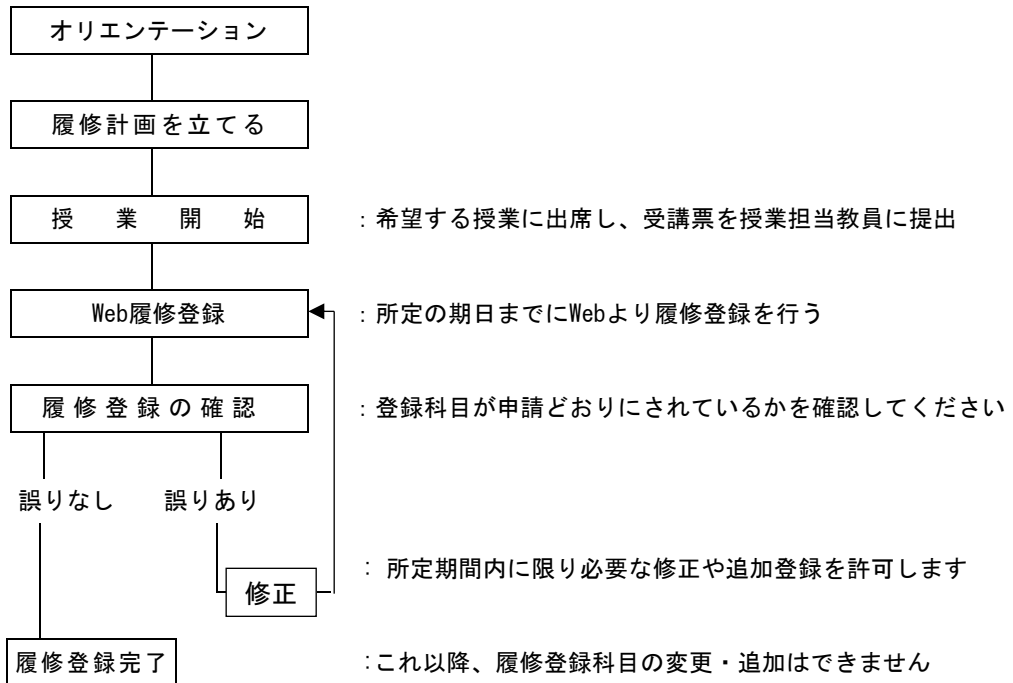 オリエンテーション
履修計画を立てる
授業開始 :希望する授業に出席し、受講票を授業担当教員に提出
Web履修登録 :所定の期日までにWebより履修登録を行う
履修登録の確認 :登録科目が申請どおりにされているかを確認してください
誤りなし 誤りあり
修正 : 所定期間内に限り必要な修正や追加登録を許可します
履修登録完了 :これ以降、履修登録科目の変更・追加はできません